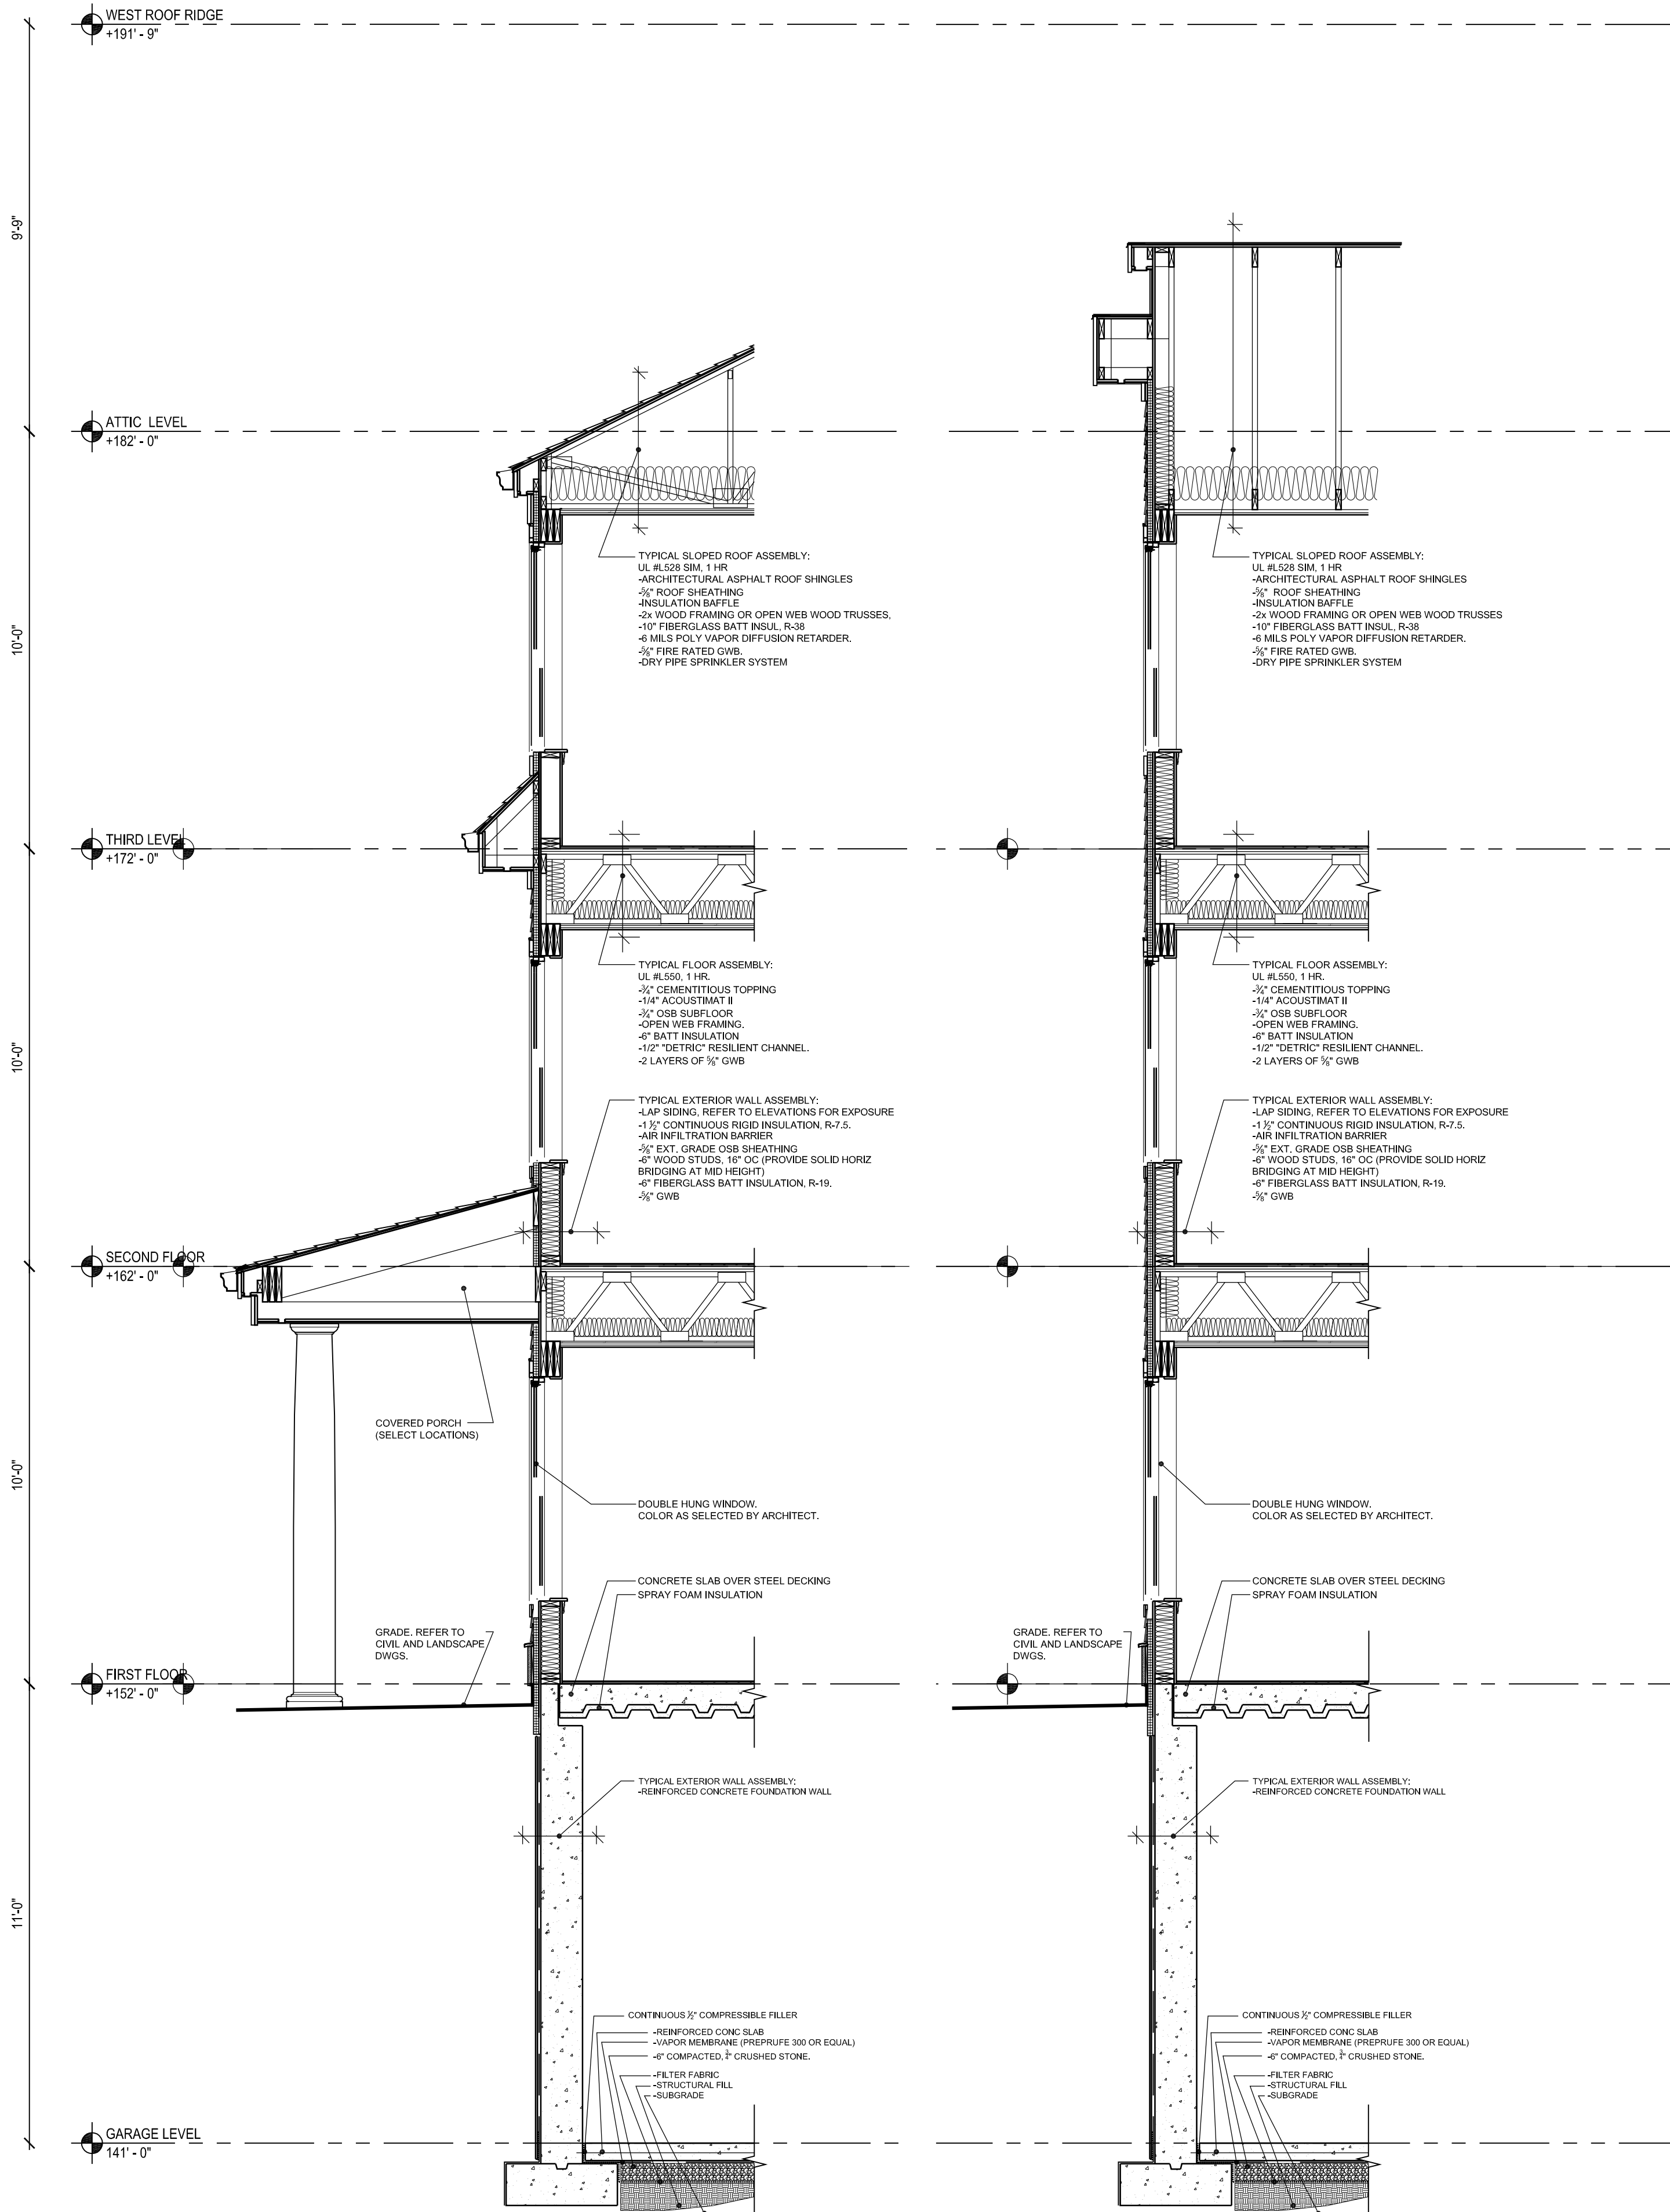 WEST ROOF RIDGE
+191' - 9"
9'-9"
ATTIC LEVEL
+182' - 0"
10'-0"
THIRD LEVEL
+172' - 0"
10'-0"
SECOND FLOOR
+162' - 0"
10'-0"
FIRST FLOOR
+152' - 0"
11'-0"
GARAGE LEVEL
141' - 0"
TYPICAL SLOPED ROOF ASSEMBLY:
UL #L528 SIM, 1 HR
-ARCHITECTURAL ASPHALT ROOF SHINGLES
-⅝" ROOF SHEATHING
-INSULATION BAFFLE
-2x WOOD FRAMING OR OPEN WEB WOOD TRUSSES,
-10" FIBERGLASS BATT INSUL, R-38
-6 MILS POLY VAPOR DIFFUSION RETARDER.
-⅝" FIRE RATED GWB.
-DRY PIPE SPRINKLER SYSTEM
TYPICAL FLOOR ASSEMBLY:
UL #L550, 1 HR.
-¾" CEMENTITIOUS TOPPING
-1/4" ACOUSTIMAT II
-¾" OSB SUBFLOOR
-OPEN WEB FRAMING.
-6" BATT INSULATION
-1/2" "DETRIC" RESILIENT CHANNEL.
-2 LAYERS OF ⅝" GWB
TYPICAL EXTERIOR WALL ASSEMBLY:
-LAP SIDING, REFER TO ELEVATIONS FOR EXPOSURE
-1 ½" CONTINUOUS RIGID INSULATION, R-7.5.
-AIR INFILTRATION BARRIER
-⅝" EXT. GRADE OSB SHEATHING
-6" WOOD STUDS, 16" OC (PROVIDE SOLID HORIZ
BRIDGING AT MID HEIGHT)
-6" FIBERGLASS BATT INSULATION, R-19.
-⅝" GWB
COVERED PORCH
(SELECT LOCATIONS)
DOUBLE HUNG WINDOW.
COLOR AS SELECTED BY ARCHITECT.
CONCRETE SLAB OVER STEEL DECKING
SPRAY FOAM INSULATION
GRADE. REFER TO
CIVIL AND LANDSCAPE
DWGS.
TYPICAL EXTERIOR WALL ASSEMBLY:
-REINFORCED CONCRETE FOUNDATION WALL
CONTINUOUS ½" COMPRESSIBLE FILLER
-REINFORCED CONC SLAB
-VAPOR MEMBRANE (PREPRUFE 300 OR EQUAL)
-6" COMPACTED, ¾" CRUSHED STONE.
-FILTER FABRIC
-STRUCTURAL FILL
-SUBGRADE
TYPICAL SLOPED ROOF ASSEMBLY:
UL #L528 SIM, 1 HR
-ARCHITECTURAL ASPHALT ROOF SHINGLES
-⅝" ROOF SHEATHING
-INSULATION BAFFLE
-2x WOOD FRAMING OR OPEN WEB WOOD TRUSSES
-10" FIBERGLASS BATT INSUL, R-38
-6 MILS POLY VAPOR DIFFUSION RETARDER.
-⅝" FIRE RATED GWB.
-DRY PIPE SPRINKLER SYSTEM
TYPICAL FLOOR ASSEMBLY:
UL #L550, 1 HR.
-¾" CEMENTITIOUS TOPPING
-1/4" ACOUSTIMAT II
-¾" OSB SUBFLOOR
-OPEN WEB FRAMING.
-6" BATT INSULATION
-1/2" "DETRIC" RESILIENT CHANNEL.
-2 LAYERS OF ⅝" GWB
TYPICAL EXTERIOR WALL ASSEMBLY:
-LAP SIDING, REFER TO ELEVATIONS FOR EXPOSURE
-1 ½" CONTINUOUS RIGID INSULATION, R-7.5.
-AIR INFILTRATION BARRIER
-⅝" EXT. GRADE OSB SHEATHING
-6" WOOD STUDS, 16" OC (PROVIDE SOLID HORIZ
BRIDGING AT MID HEIGHT)
-6" FIBERGLASS BATT INSULATION, R-19.
-⅝" GWB
DOUBLE HUNG WINDOW.
COLOR AS SELECTED BY ARCHITECT.
CONCRETE SLAB OVER STEEL DECKING
SPRAY FOAM INSULATION
GRADE. REFER TO
CIVIL AND LANDSCAPE
DWGS.
TYPICAL EXTERIOR WALL ASSEMBLY:
-REINFORCED CONCRETE FOUNDATION WALL
CONTINUOUS ½" COMPRESSIBLE FILLER
-REINFORCED CONC SLAB
-VAPOR MEMBRANE (PREPRUFE 300 OR EQUAL)
-6" COMPACTED, ¾" CRUSHED STONE.
-FILTER FABRIC
-STRUCTURAL FILL
-SUBGRADE